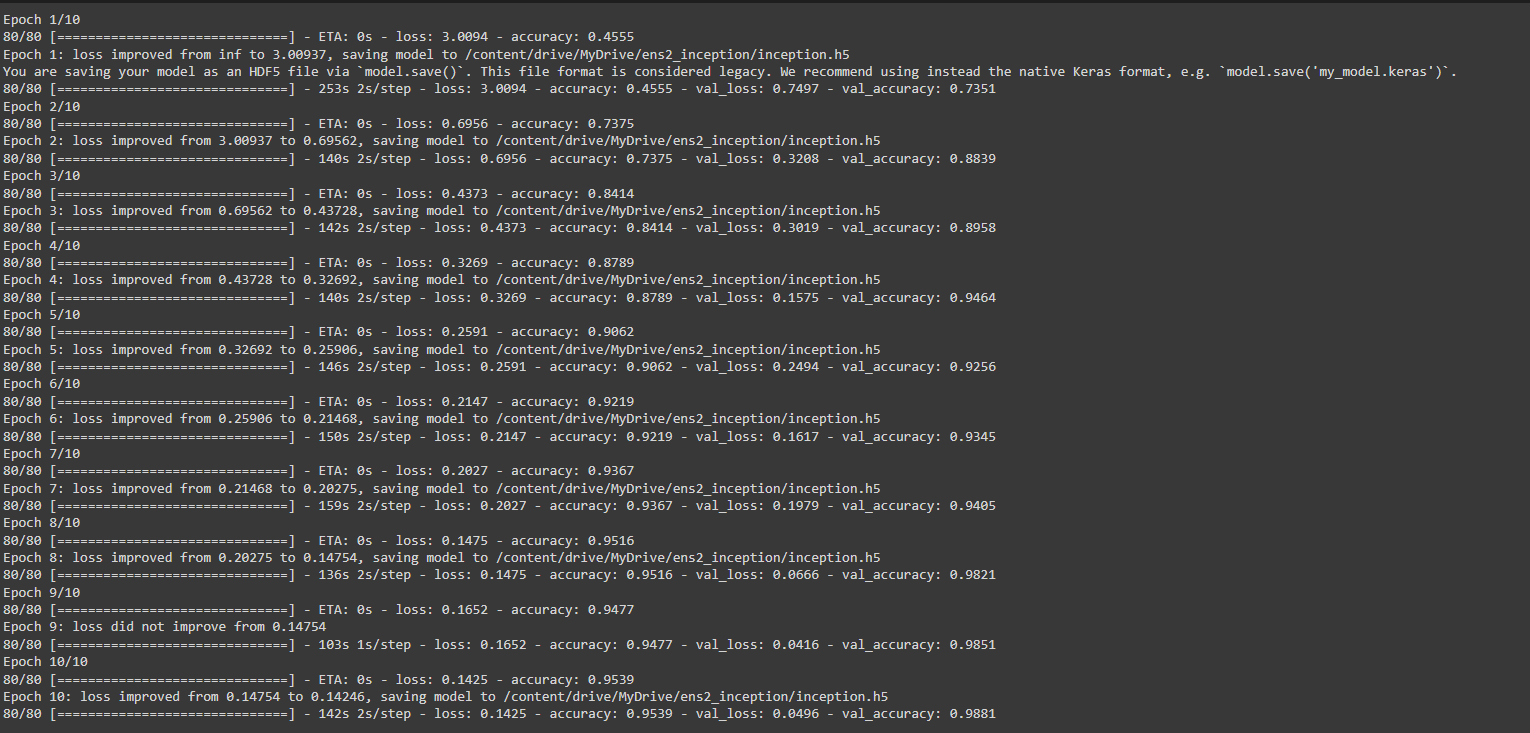 Epoch 1/10
80/80 [==============================] - ETA: 0s - loss: 3.0094 - accuracy: 0.4555
Epoch 1: loss improved from inf to 3.00937, saving model to /content/drive/MyDrive/ens2_inception/inception.h5
You are saving your model as an HDF5 file via `model.save()`. This file format is considered legacy. We recommend using instead the native Keras format, e.g. `model.save('my_model.keras')`.
80/80 [==============================] - 253s 2s/step - loss: 3.0094 - accuracy: 0.4555 - val_loss: 0.7497 - val_accuracy: 0.7351
Epoch 2/10
80/80 [==============================] - ETA: 0s - loss: 0.6956 - accuracy: 0.7375
Epoch 2: loss improved from 3.00937 to 0.69562, saving model to /content/drive/MyDrive/ens2_inception/inception.h5
80/80 [==============================] - 140s 2s/step - loss: 0.6956 - accuracy: 0.7375 - val_loss: 0.3208 - val_accuracy: 0.8839
Epoch 3/10
80/80 [==============================] - ETA: 0s - loss: 0.4373 - accuracy: 0.8414
Epoch 3: loss improved from 0.69562 to 0.43728, saving model to /content/drive/MyDrive/ens2_inception/inception.h5
80/80 [==============================] - 142s 2s/step - loss: 0.4373 - accuracy: 0.8414 - val_loss: 0.3019 - val_accuracy: 0.8958
Epoch 4/10
80/80 [==============================] - ETA: 0s - loss: 0.3269 - accuracy: 0.8789
Epoch 4: loss improved from 0.43728 to 0.32692, saving model to /content/drive/MyDrive/ens2_inception/inception.h5
80/80 [==============================] - 140s 2s/step - loss: 0.3269 - accuracy: 0.8789 - val_loss: 0.1575 - val_accuracy: 0.9464
Epoch 5/10
80/80 [==============================] - ETA: 0s - loss: 0.2591 - accuracy: 0.9062
Epoch 5: loss improved from 0.32692 to 0.25906, saving model to /content/drive/MyDrive/ens2_inception/inception.h5
80/80 [==============================] - 146s 2s/step - loss: 0.2591 - accuracy: 0.9062 - val_loss: 0.2494 - val_accuracy: 0.9256
Epoch 6/10
80/80 [==============================] - ETA: 0s - loss: 0.2147 - accuracy: 0.9219
Epoch 6: loss improved from 0.25906 to 0.21468, saving model to /content/drive/MyDrive/ens2_inception/inception.h5
80/80 [==============================] - 150s 2s/step - loss: 0.2147 - accuracy: 0.9219 - val_loss: 0.1617 - val_accuracy: 0.9345
Epoch 7/10
80/80 [==============================] - ETA: 0s - loss: 0.2027 - accuracy: 0.9367
Epoch 7: loss improved from 0.21468 to 0.20275, saving model to /content/drive/MyDrive/ens2_inception/inception.h5
80/80 [==============================] - 159s 2s/step - loss: 0.2027 - accuracy: 0.9367 - val_loss: 0.1979 - val_accuracy: 0.9405
Epoch 8/10
80/80 [==============================] - ETA: 0s - loss: 0.1475 - accuracy: 0.9516
Epoch 8: loss improved from 0.20275 to 0.14754, saving model to /content/drive/MyDrive/ens2_inception/inception.h5
80/80 [==============================] - 136s 2s/step - loss: 0.1475 - accuracy: 0.9516 - val_loss: 0.0666 - val_accuracy: 0.9821
Epoch 9/10
80/80 [==============================] - ETA: 0s - loss: 0.1652 - accuracy: 0.9477
Epoch 9: loss did not improve from 0.14754
80/80 [==============================] - 103s 1s/step - loss: 0.1652 - accuracy: 0.9477 - val_loss: 0.0416 - val_accuracy: 0.9851
Epoch 10/10
80/80 [==============================] - ETA: 0s - loss: 0.1425 - accuracy: 0.9539
Epoch 10: loss improved from 0.14754 to 0.14246, saving model to /content/drive/MyDrive/ens2_inception/inception.h5
80/80 [==============================] - 142s 2s/step - loss: 0.1425 - accuracy: 0.9539 - val_loss: 0.0496 - val_accuracy: 0.9881